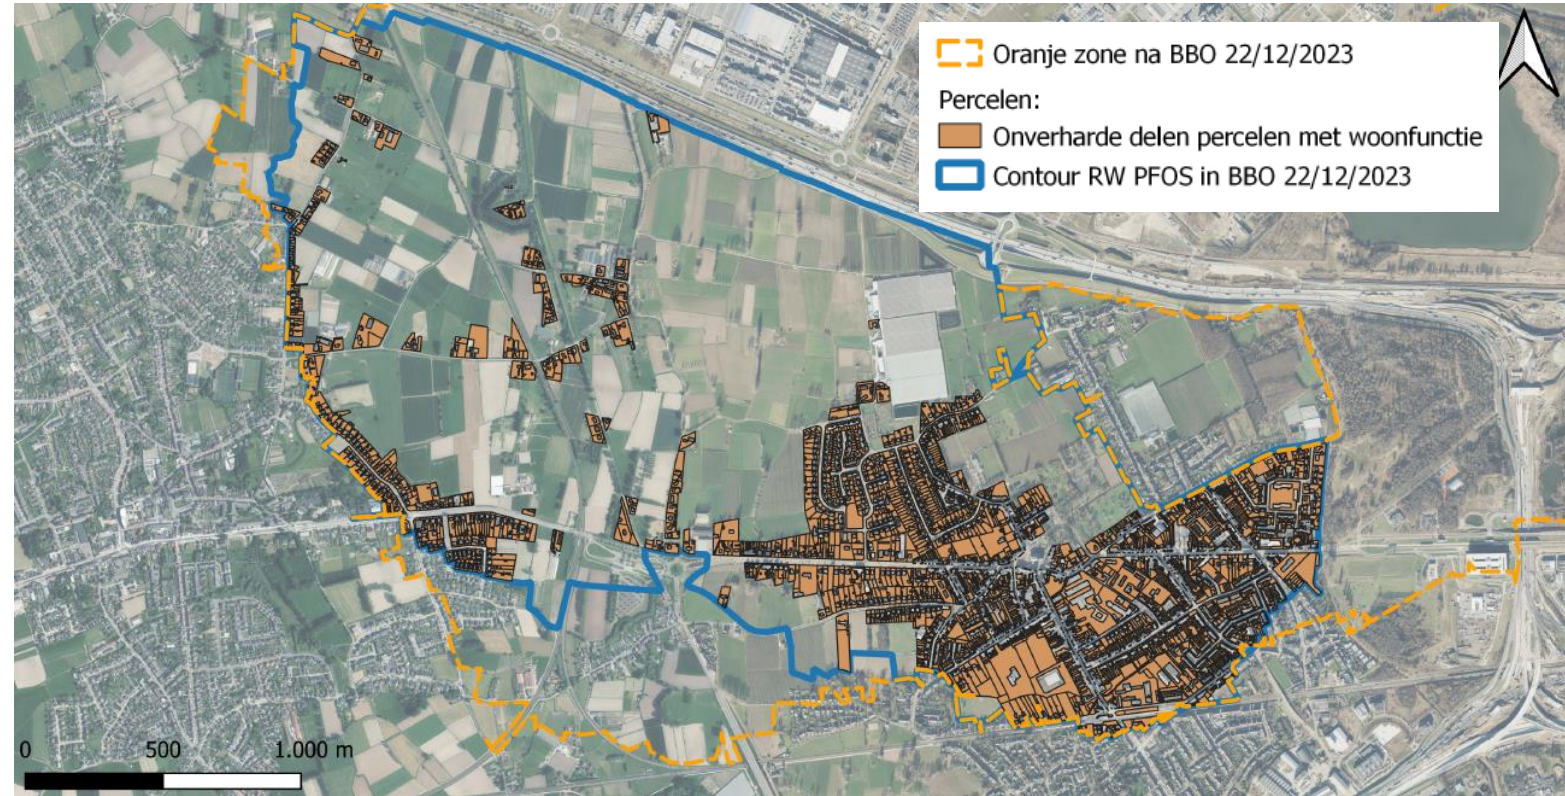 Oranje zone na BBO 22/12/2023
Percelen:
Onverharde delen percelen met woonfunctie
Contour RW PFOS in BBO 22/12/2023
0 500 1.000 m